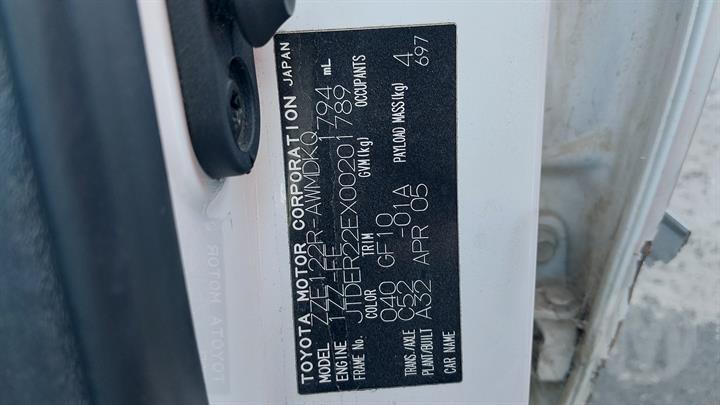 TOYOTA MOTOR CORPORATION JAPAN
MODEL ZZE122R-AWMDKQ
ENGINE 1ZZ-FE 1794 mL
FRAME No. JTDER22EX00201789
COLOR TRIM GVM(kg) OCCUPANTS
040 GF10 4
TRANS./AXLE C52 -01A PAYLOAD MASS(kg) 697
PLANT/BUILT A32 APR 05
CAR NAME